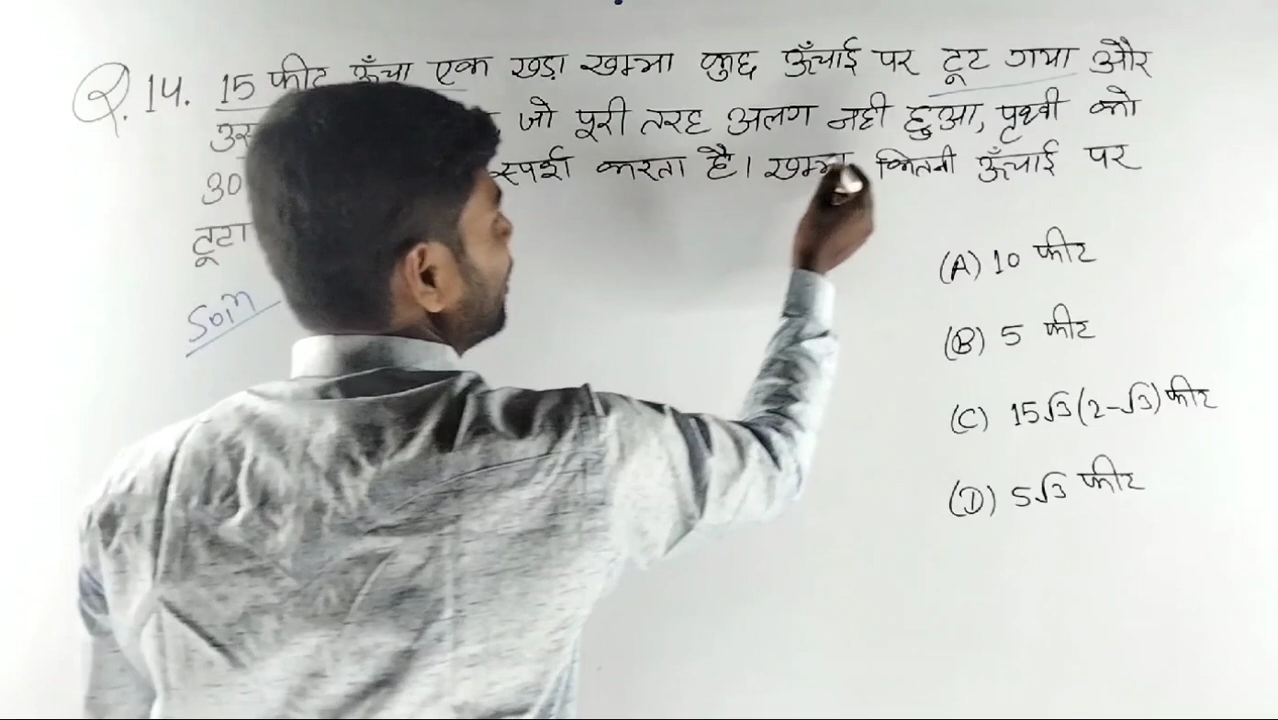 Q.14. 15 फीट ऊँचा एक खड़ा खम्भा कुछ ऊँचाई पर टूट गया और
जो पूरी तरह अलग नही हुआ, पृथ्वी को
30 स्पर्श करता है। खम्भा कितनी ऊँचाई पर
टूटा
Soln
(A) 10 फीट
(B) 5 फीट
(C) 15√3(2-√3) फीट
(D) 5√3 फीट